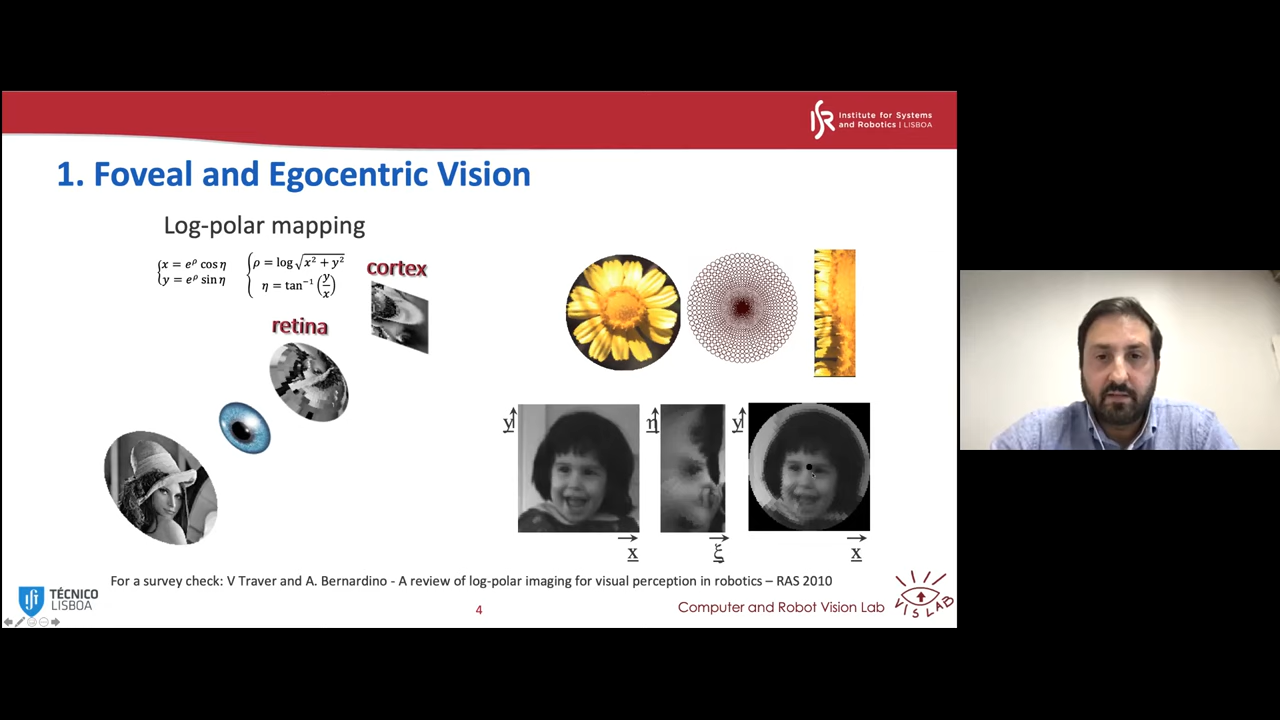 Institute for Systems
and Robotics | LISBOA
1. Foveal and Egocentric Vision
Log-polar mapping
x = e^ρ cos η
y = e^ρ sin η
ρ = log √x² + y²
η = tan⁻¹ (y/x)
cortex
retina
y
η
y
x
ξ
x
For a survey check: V Traver and A. Bernardino - A review of log-polar imaging for visual perception in robotics – RAS 2010
TÉCNICO
LISBOA
4
Computer and Robot Vision Lab
VISLAB